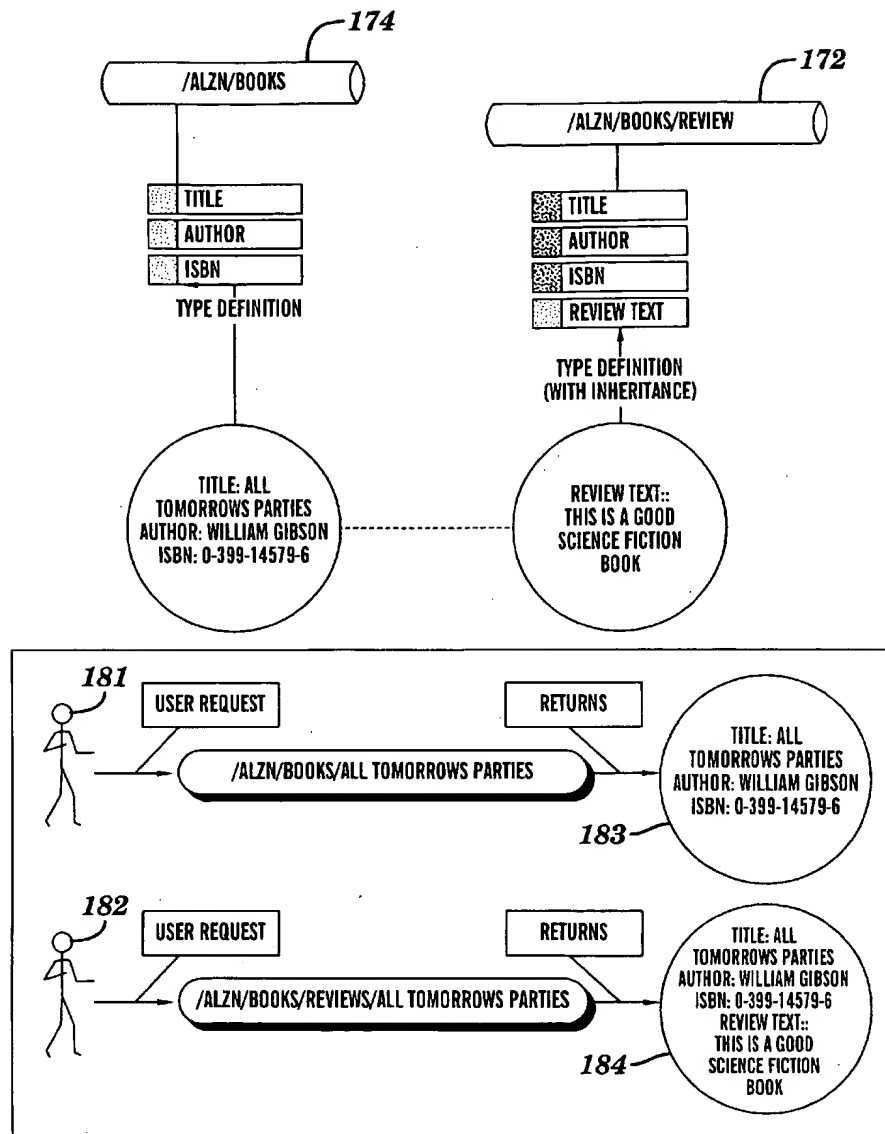 174
/ALZN/BOOKS
172
/ALZN/BOOKS/REVIEW
TITLE
AUTHOR
ISBN
TYPE DEFINITION
TITLE
AUTHOR
ISBN
REVIEW TEXT
TYPE DEFINITION
(WITH INHERITANCE)
TITLE: ALL
TOMORROWS PARTIES
AUTHOR: WILLIAM GIBSON
ISBN: 0-399-14579-6
REVIEW TEXT::
THIS IS A GOOD
SCIENCE FICTION
BOOK
181
USER REQUEST
RETURNS
/ALZN/BOOKS/ALL TOMORROWS PARTIES
TITLE: ALL
TOMORROWS PARTIES
AUTHOR: WILLIAM GIBSON
ISBN: 0-399-14579-6
183
182
USER REQUEST
RETURNS
/ALZN/BOOKS/REVIEWS/ALL TOMORROWS PARTIES
TITLE: ALL
TOMORROWS PARTIES
AUTHOR: WILLIAM GIBSON
ISBN: 0-399-14579-6
REVIEW TEXT::
THIS IS A GOOD
SCIENCE FICTION
BOOK
184